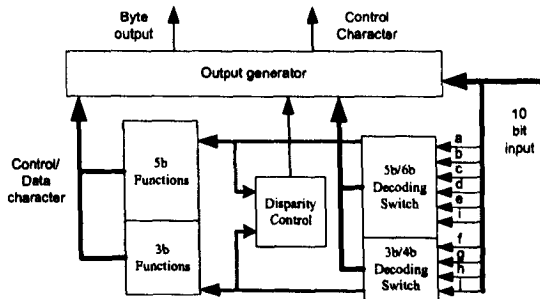 Byte
output
Control
Character
Output generator
10
bit
input
Control/
Data
character
5b
Functions
3b
Functions
Disparity
Control
5b/6b
Decoding
Switch
3b/4b
Decoding
Switch
a
b
c
d
e
i
f
g
h
j